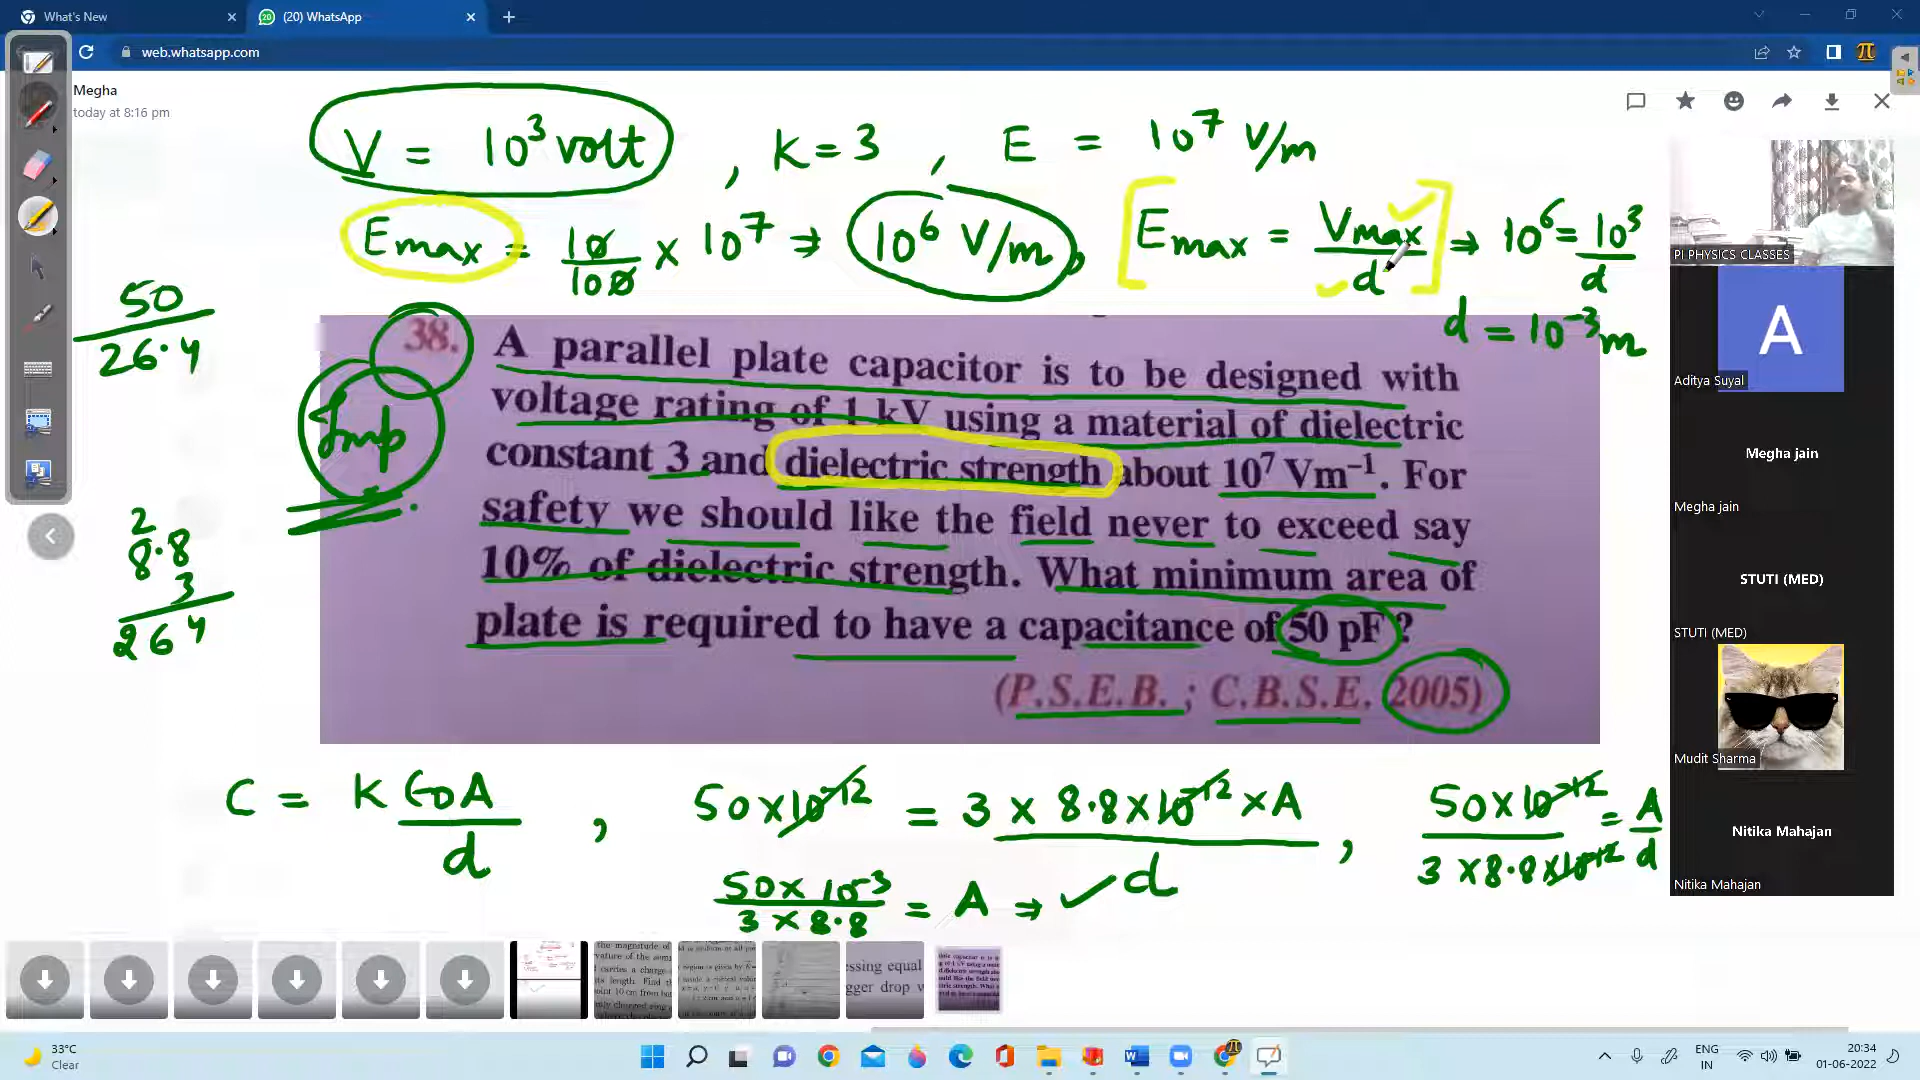 What's New
(20) WhatsApp
web.whatsapp.com
Megha
today at 8:16 pm
V = 10³ volt , K = 3 , E = 10⁷ V/m
Emax = 10/100 × 10⁷ ⇒ 10⁶ V/m, [Emax = Vmax/d] ⇒ 10⁶ = 10³/d
d = 10⁻³ m
50/26.4
Imp
38. A parallel plate capacitor is to be designed with
voltage rating of 1 kV using a material of dielectric
constant 3 and dielectric strength about 10⁷ Vm⁻¹. For
safety we should like the field never to exceed say
10% of dielectric strength. What minimum area of
plate is required to have a capacitance of 50 pF?
(P.S.E.B. ; C.B.S.E. 2005)
2
8.8
3
26 4
C = K ϵ0A/d , 50×10⁻¹² = 3 × 8.8×10⁻¹² × A/d , 50×10⁻¹²/3×8.8×10⁻¹² = A/d
50 × 10⁻³/3 × 8.8 = A ⇒
PI PHYSICS CLASSES
A
Aditya Suyal
Megha jain
Megha jain
STUTI (MED)
STUTI (MED)
Mudit Sharma
Nitika Mahajan
Nitika Mahajan
essing equal
gger drop
33°C
Clear
ENG
IN
20:34
01-06-2022